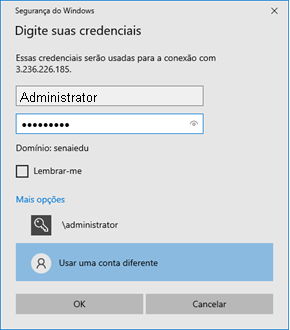 Segurança do Windows
Digite suas credenciais
Essas credenciais serão usadas para a conexão com
3.236.226.185.
Administrator
•••••••••
Domínio: senaiedu
Lembrar-me
Mais opções
\administrator
Usar uma conta diferente
OK
Cancelar